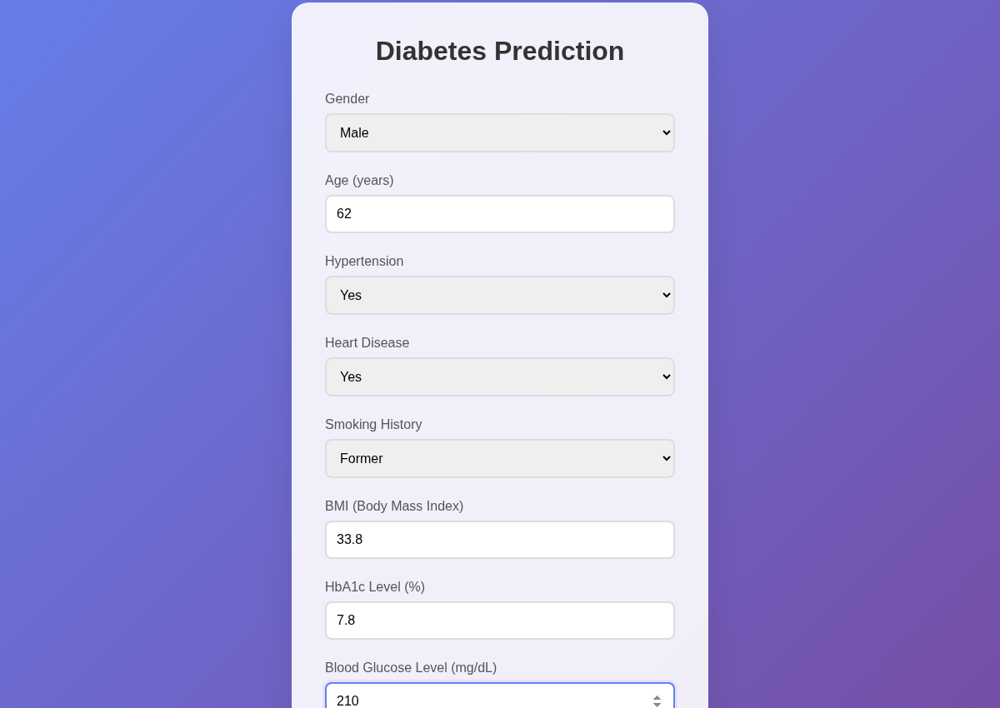 Diabetes Prediction
Gender
Male
Age (years)
62
Hypertension
Yes
Heart Disease
Yes
Smoking History
Former
BMI (Body Mass Index)
33.8
HbA1c Level (%)
7.8
Blood Glucose Level (mg/dL)
210